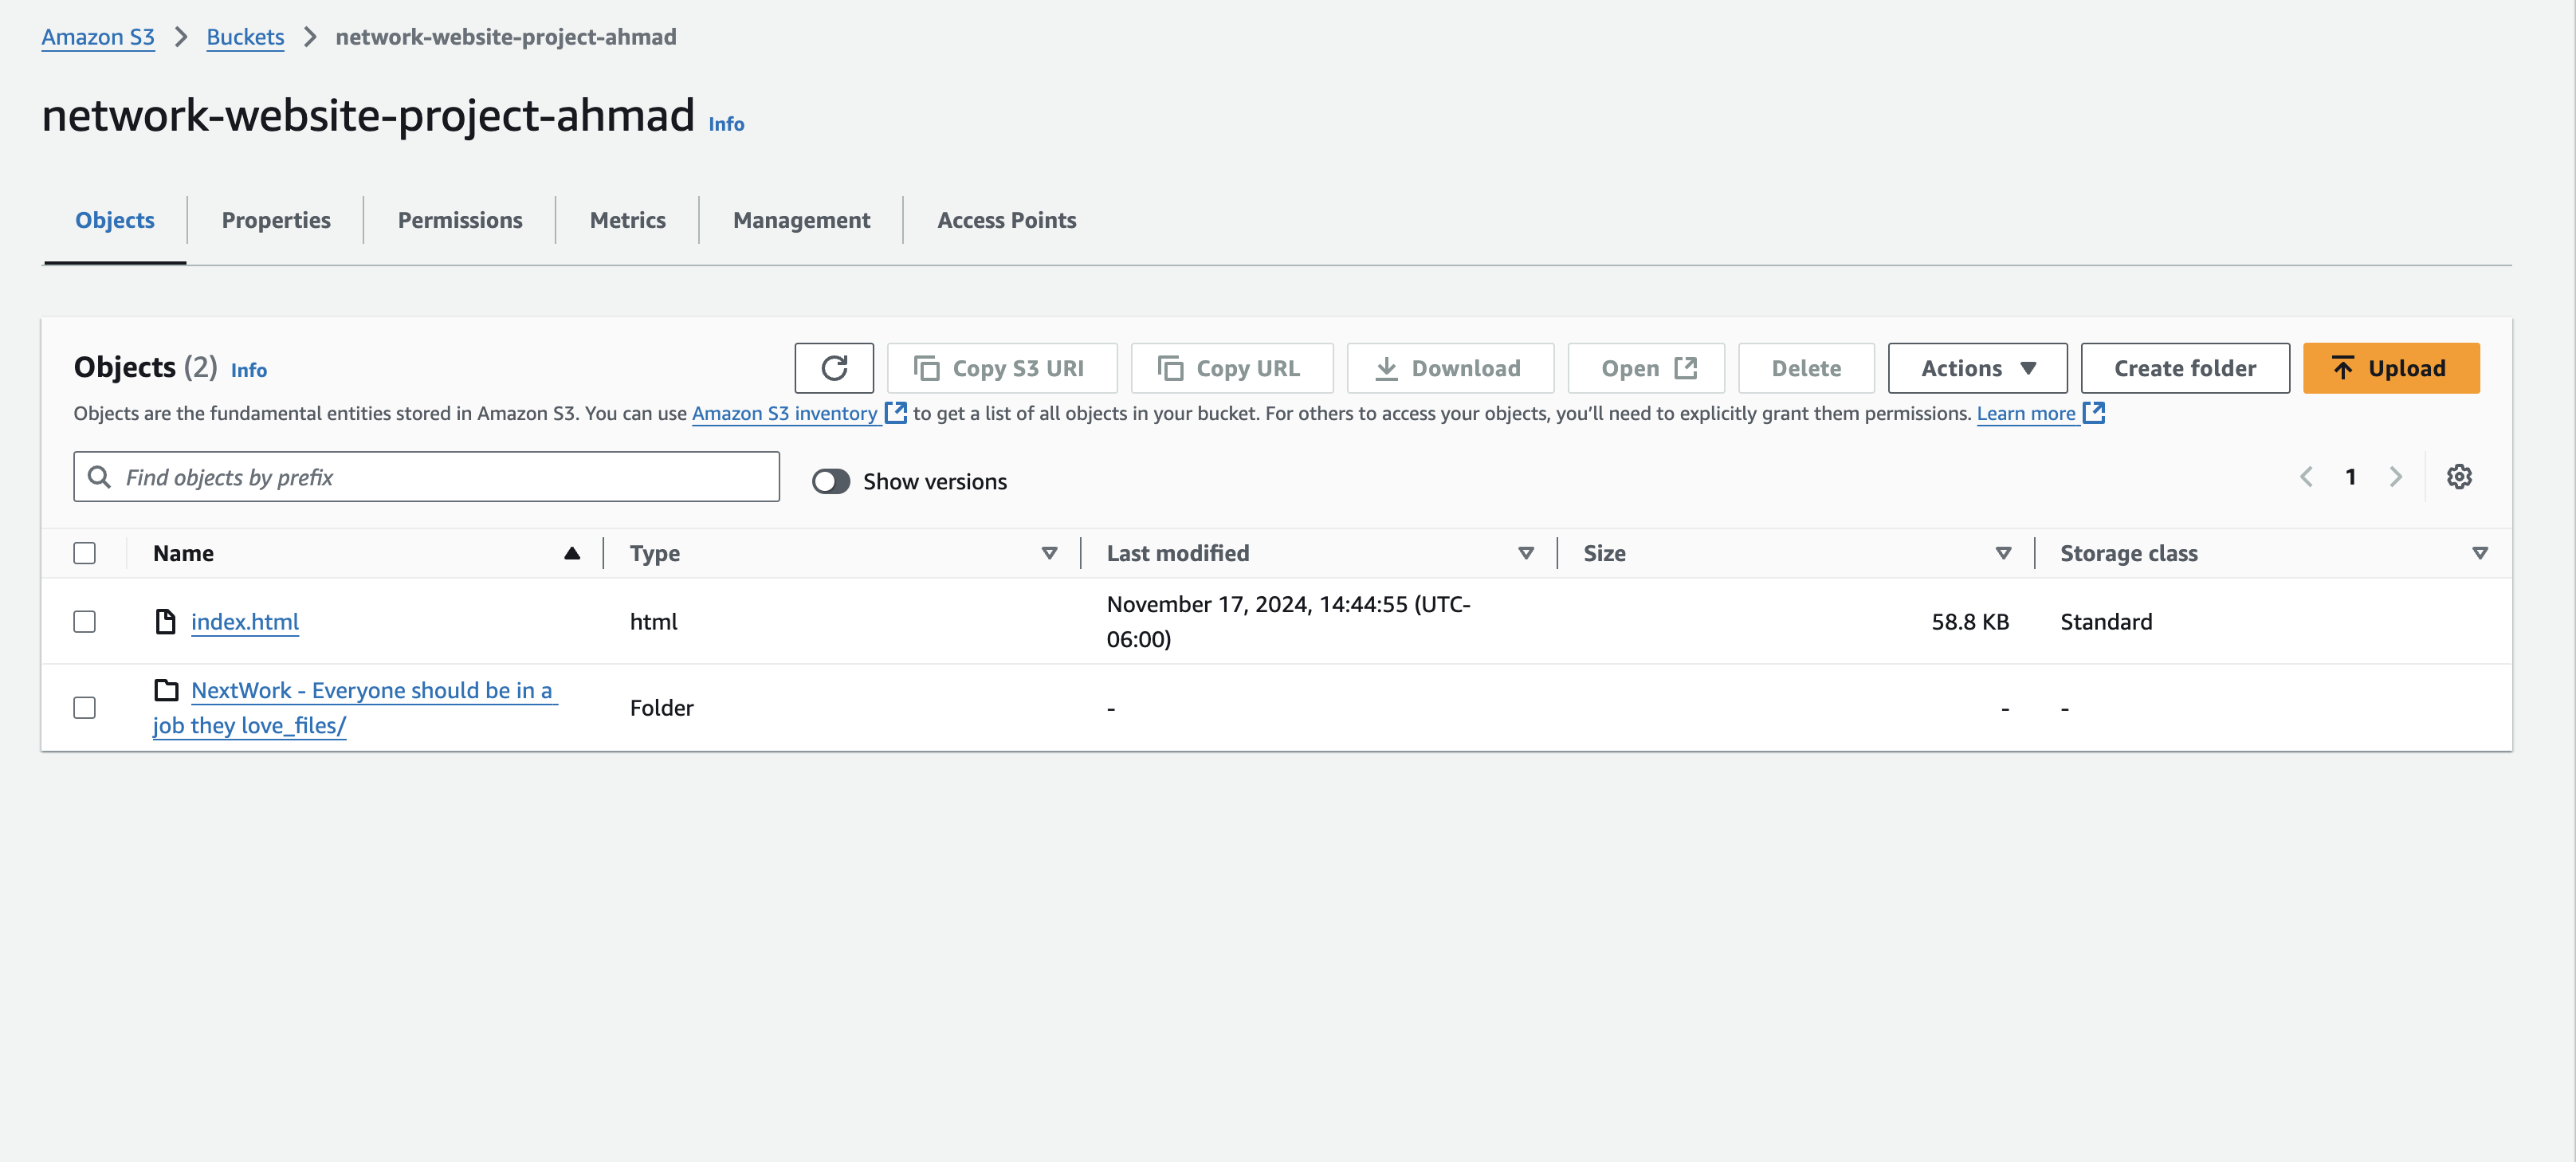 Amazon S3 > Buckets > network-website-project-ahmad
network-website-project-ahmad Info
Objects Properties Permissions Metrics Management Access Points
Objects (2) Info Copy S3 URI Copy URL Download Open Delete Actions Create folder Upload
Objects are the fundamental entities stored in Amazon S3. You can use Amazon S3 inventory to get a list of all objects in your bucket. For others to access your objects, you’ll need to explicitly grant them permissions. Learn more
Find objects by prefix Show versions 1
Name Type Last modified Size Storage class
index.html html November 17, 2024, 14:44:55 (UTC-
06:00) 58.8 KB Standard
NextWork - Everyone should be in a
job they love_files/ Folder - - -